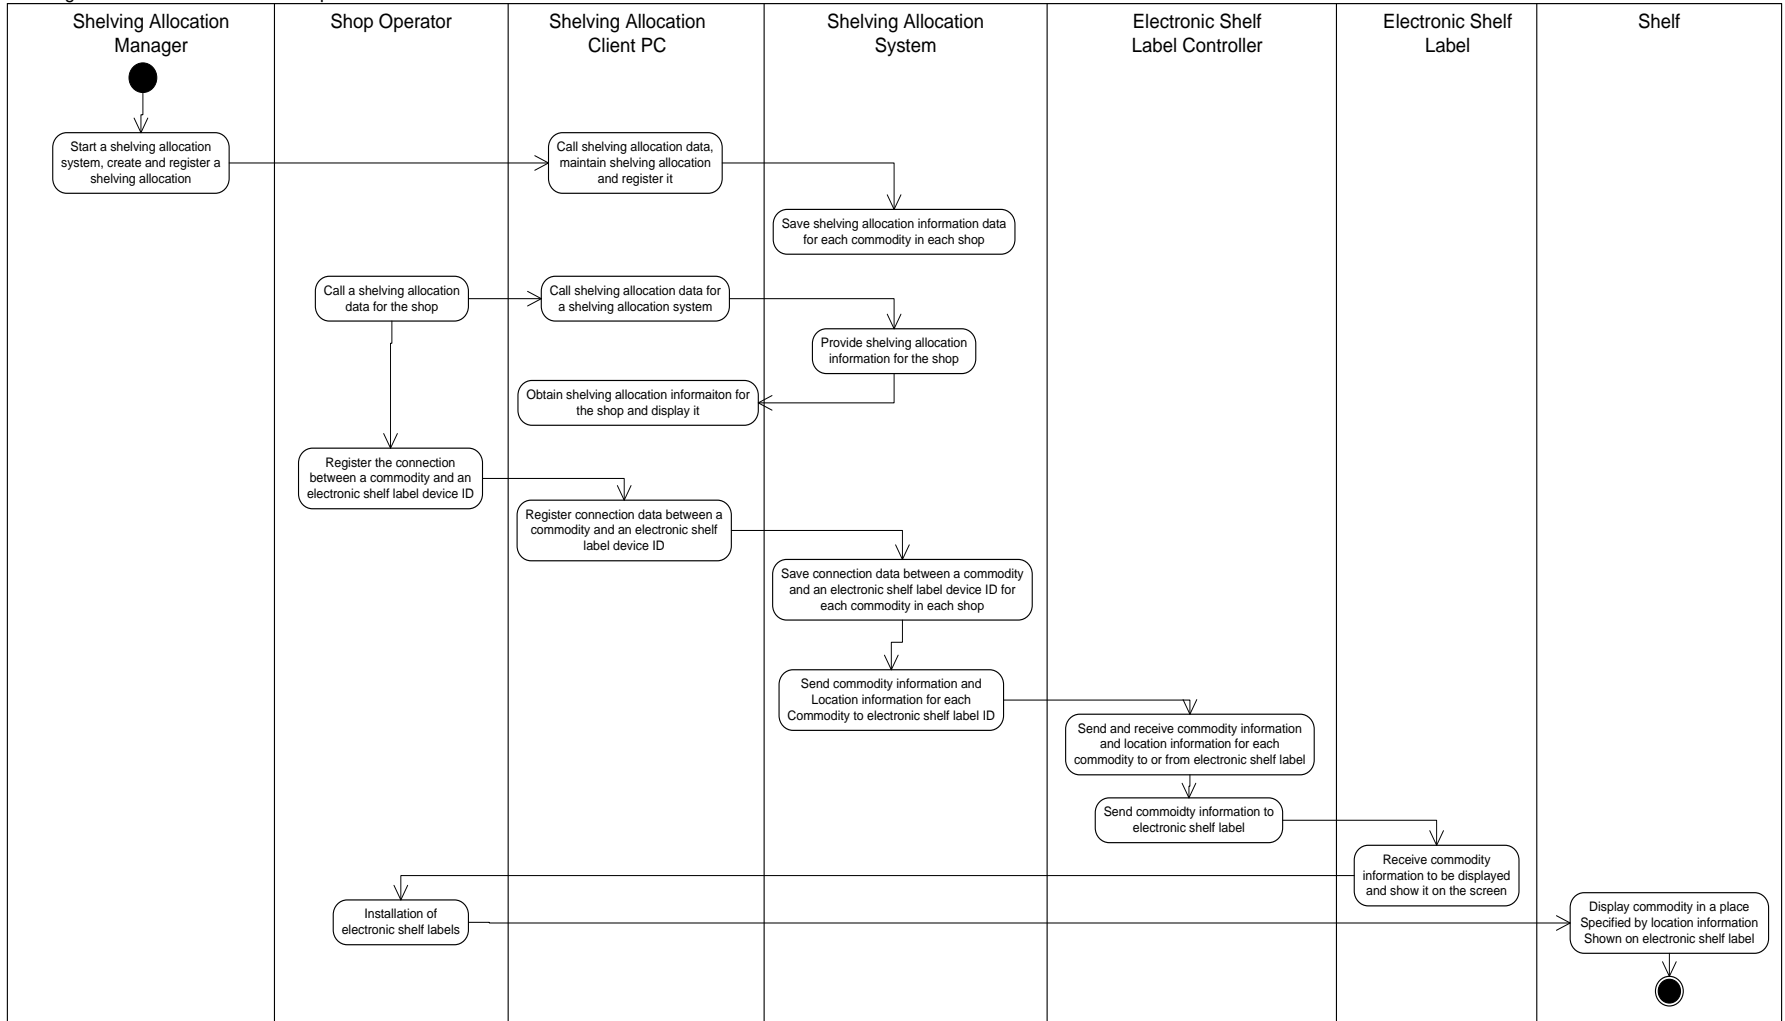 Shelving Allocation
Manager
Shop Operator
Shelving Allocation
Client PC
Shelving Allocation
System
Electronic Shelf
Label Controller
Electronic Shelf
Label
Shelf
Start a shelving allocation
system, create and register a
shelving allocation
Call shelving allocation data,
maintain shelving allocation
and register it
Save shelving allocation information data
for each commodity in each shop
Call a shelving allocation
data for the shop
Call shelving allocation data for
a shelving allocation system
Provide shelving allocation
information for the shop
Obtain shelving allocation informaiton for
the shop and display it
Register the connection
between a commodity and an
electronic shelf label device ID
Register connection data between a
commodity and an electronic shelf
label device ID
Save connection data between a commodity
and an electronic shelf label device ID for
each commodity in each shop
Send commodity information and
Location information for each
Commodity to electronic shelf label ID
Send and receive commodity information
and location information for each
commodity to or from electronic shelf label
Send commoidty information to
electronic shelf label
Receive commodity
information to be displayed
and show it on the screen
Installation of
electronic shelf labels
Display commodity in a place
Specified by location information
Shown on electronic shelf label